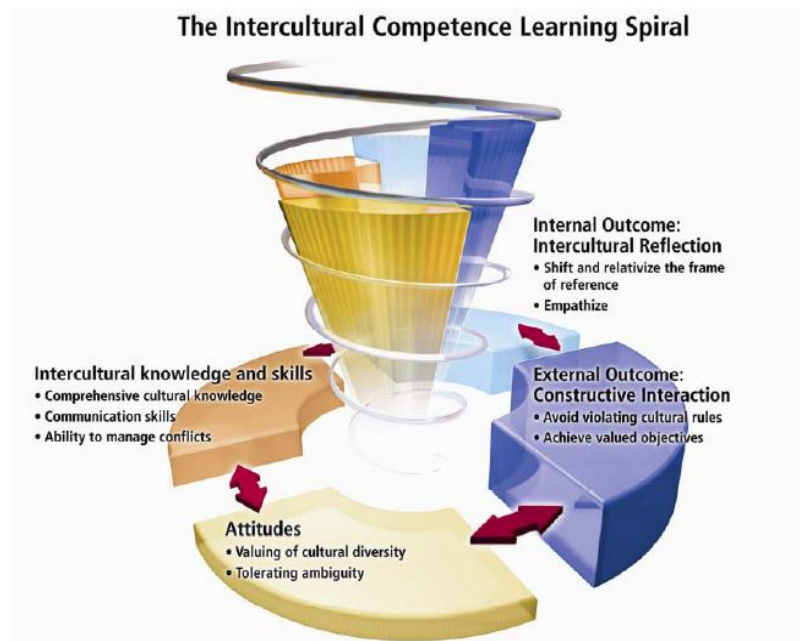 The Intercultural Competence Learning Spiral
Internal Outcome:
Intercultural Reflection
• Shift and relativize the frame
of reference
• Empathize
Intercultural knowledge and skills
• Comprehensive cultural knowledge
• Communication skills
• Ability to manage conflicts
External Outcome:
Constructive Interaction
• Avoid violating cultural rules
• Achieve valued objectives
Attitudes
• Valuing of cultural diversity
• Tolerating ambiguity